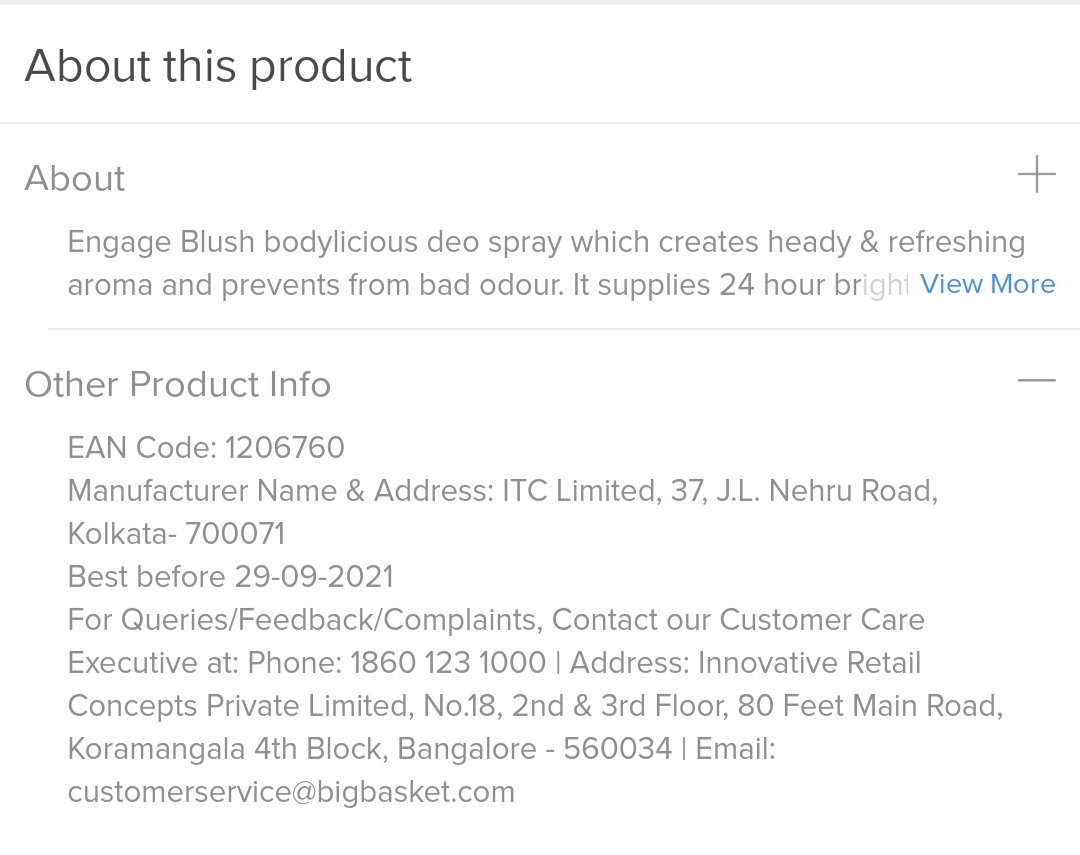 About this product
About
Engage Blush bodylicious deo spray which creates heady & refreshing
aroma and prevents from bad odour. It supplies 24 hour bright View More
Other Product Info
EAN Code: 1206760
Manufacturer Name & Address: ITC Limited, 37, J.L. Nehru Road,
Kolkata- 700071
Best before 29-09-2021
For Queries/Feedback/Complaints, Contact our Customer Care
Executive at: Phone: 1860 123 1000 | Address: Innovative Retail
Concepts Private Limited, No.18, 2nd & 3rd Floor, 80 Feet Main Road,
Koramangala 4th Block, Bangalore - 560034 | Email:
customerservice@bigbasket.com